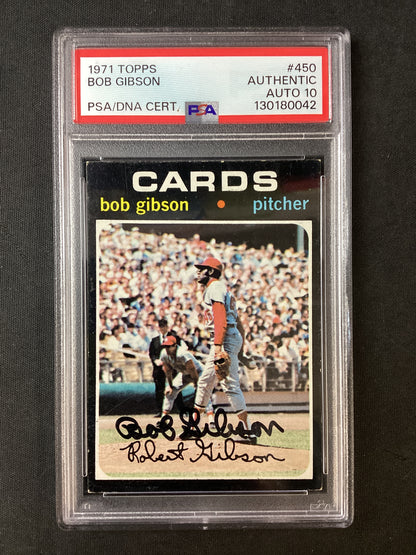 1971 TOPPS #450
BOB GIBSON AUTHENTIC
AUTO 10
PSA/DNA CERT. PSA 130180042
CARDS
bob gibson • pitcher
Bob Gibson
Robert Gibson